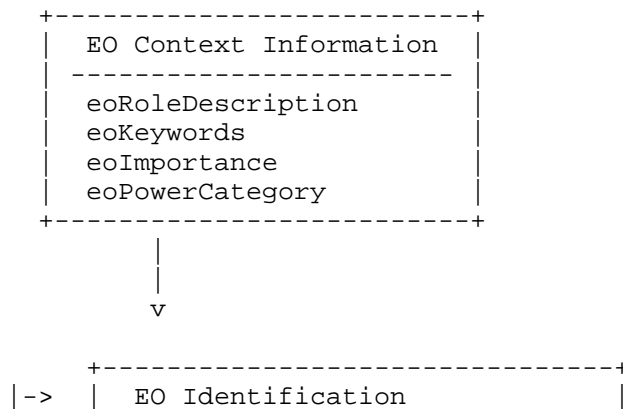 EO Context Information
eoRoleDescription
eoKeywords
eoImportance
eoPowerCategory
v
EO Identification